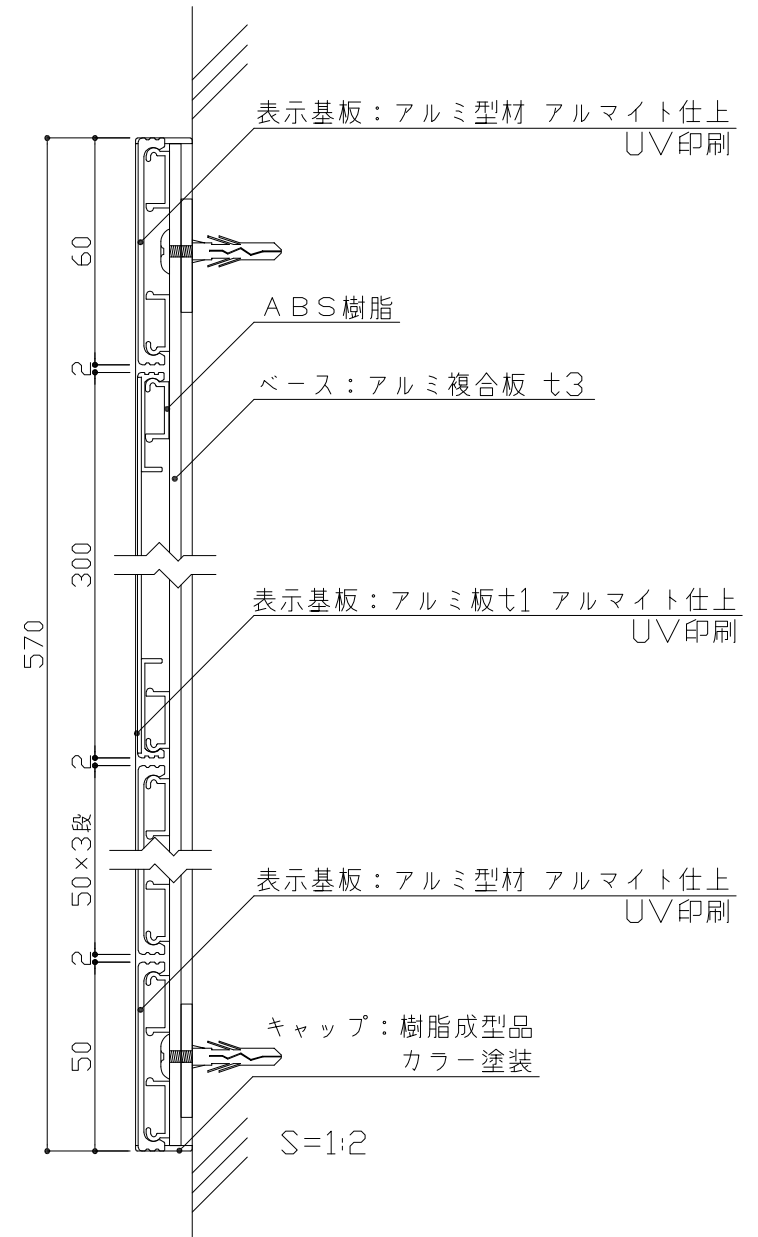 表示基板：アルミ型材 アルマイト仕上
UV印刷
60
ABS樹脂
2
ベース：アルミ複合板 t3
300
表示基板：アルミ板t1 アルマイト仕上
UV印刷
570
2
50×3段
表示基板：アルミ型材 アルマイト仕上
UV印刷
2
キャップ：樹脂成型品
カラー塗装
50
S=1:2